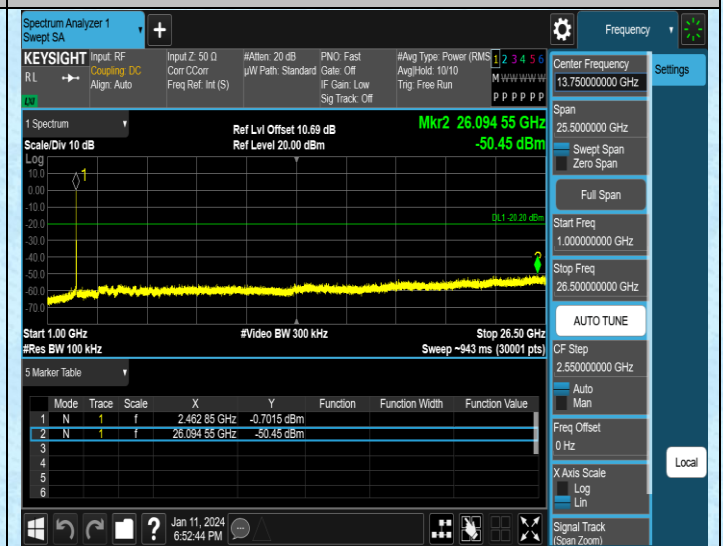 Spectrum Analyzer 1
Swept SA
+
Frequency
KEYSIGHT
RL
LNI
Input: RF
Coupling: DC
Align: Auto
Input Z: 50 Ω
Corr CCorr
Freq Ref: Int (S)
#Atten: 20 dB
µW Path: Standard
PNO: Fast
Gate: Off
IF Gain: Low
Sig Track: Off
#Avg Type: Power (RMS
Avg|Hold: 10/10
Trig: Free Run
1 2 3 4 5 6
M W W W W W
P P P P P P
1 Spectrum
Scale/Div 10 dB
Ref Lvl Offset 10.69 dB
Ref Level 20.00 dBm
Mkr2 26.094 55 GHz
-50.45 dBm
Log
10.0
0.00
-10.0
-20.0
-30.0
-40.0
-50.0
-60.0
-70.0
1
DL1 -20.20 dBm
2
Start 1.00 GHz
#Res BW 100 kHz
#Video BW 300 kHz
Stop 26.50 GHz
Sweep ~943 ms (30001 pts)
5 Marker Table
Mode Trace Scale X Y Function Function Width Function Value
1 N 1 f 2.462 85 GHz -0.7015 dBm
2 N 1 f 26.094 55 GHz -50.45 dBm
3
4
5
6
?
Jan 11, 2024
6:52:44 PM
Center Frequency
13.750000000 GHz
Span
25.5000000 GHz
Swept Span
Zero Span
Full Span
Start Freq
1.000000000 GHz
Stop Freq
26.500000000 GHz
AUTO TUNE
CF Step
2.550000000 GHz
Auto
Man
Freq Offset
0 Hz
X Axis Scale
Log
Lin
Signal Track
(Span Zoom)
Settings
Local